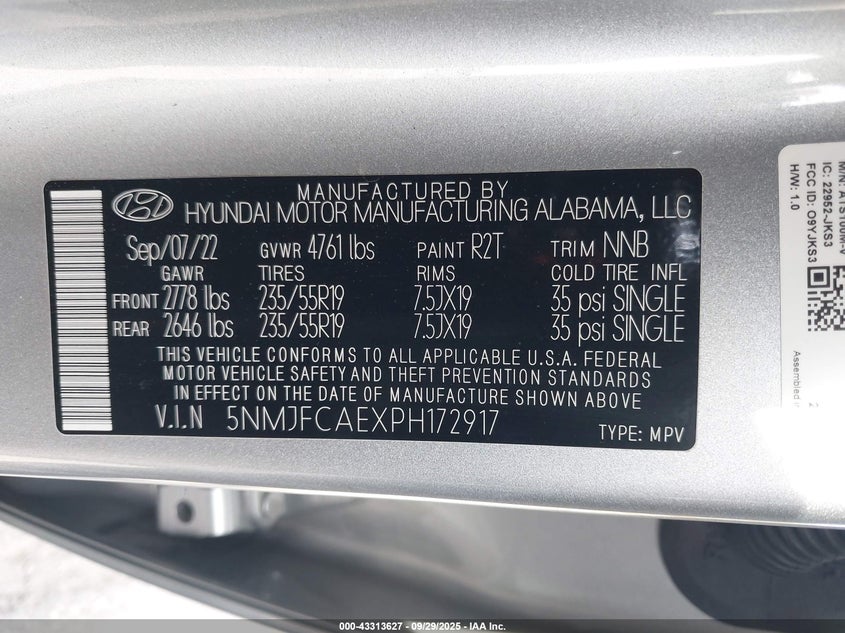 MANUFACTURED BY
HYUNDAI MOTOR MANUFACTURING ALABAMA, LLC
Sep/07/22 GVWR 4761 lbs PAINT R2T TRIM NNB
GAWR TIRES RIMS COLD TIRE INFL
FRONT 2778 lbs 235/55R19 7.5JX19 35 psi SINGLE
REAR 2646 lbs 235/55R19 7.5JX19 35 psi SINGLE
THIS VEHICLE CONFORMS TO ALL APPLICABLE U.S.A. FEDERAL
MOTOR VEHICLE SAFETY AND THEFT PREVENTION STANDARDS
IN EFFECT ON THE DATE OF MANUFACTURE SHOWN ABOVE
V.I.N 5NMJFCAEXPH172917
TYPE: MPV
IC: 22952-JKS3
FCC ID: O9YJKS3
H/W: 1.0
Assembled
000-43313627 - 09/29/2025 - IAA Inc.